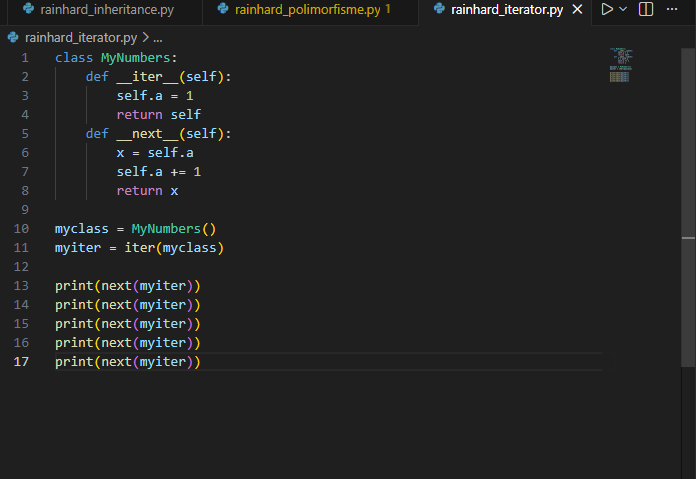 rainhard_inheritance.py rainhard_polimorfisme.py 1 rainhard_iterator.py
rainhard_iterator.py > ...
1 class MyNumbers:
2     def __iter__(self):
3         self.a = 1
4         return self
5     def __next__(self):
6         x = self.a
7         self.a += 1
8         return x
9
10 myclass = MyNumbers()
11 myiter = iter(myclass)
12
13 print(next(myiter))
14 print(next(myiter))
15 print(next(myiter))
16 print(next(myiter))
17 print(next(myiter))